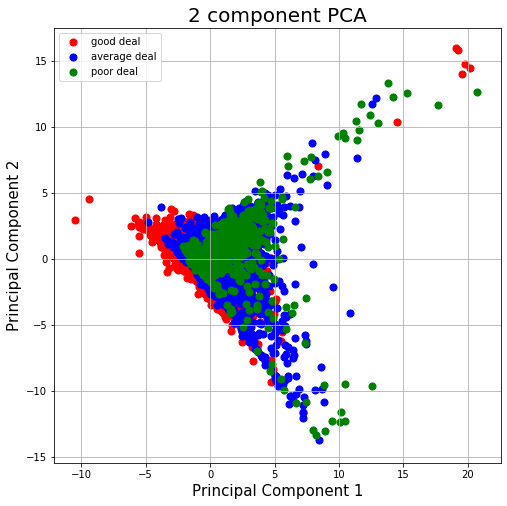 2 component PCA
good deal
average deal
poor deal
15
10
5
0
−5
−10
−15
Principal Component 2
−10 −5 0 5 10 15 20
Principal Component 1